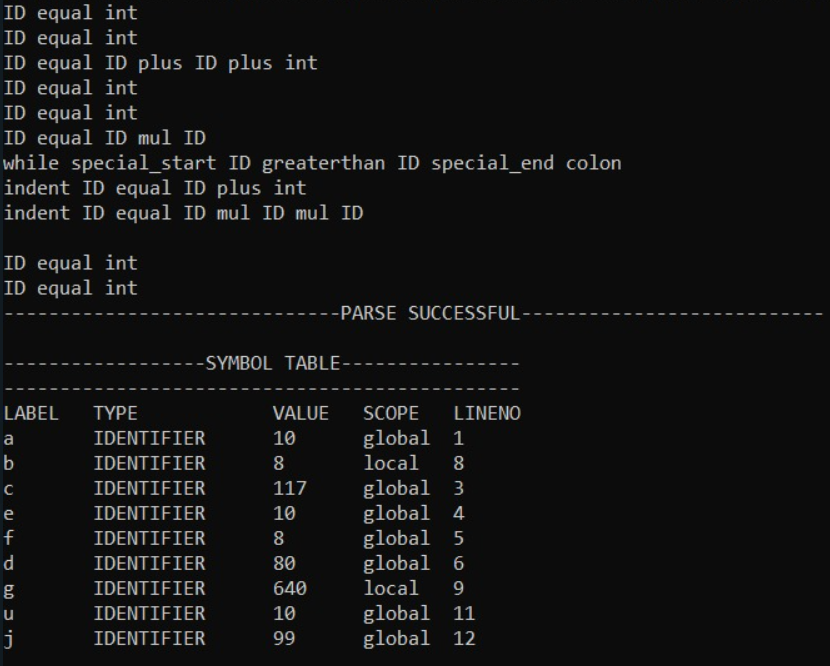 ID equal int
ID equal int
ID equal ID plus ID plus int
ID equal int
ID equal int
ID equal ID mul ID
while special_start ID greaterthan ID special_end colon
indent ID equal ID plus int
indent ID equal ID mul ID mul ID
ID equal int
ID equal int
------------------------------PARSE SUCCESSFUL---------------------------
------------------SYMBOL TABLE----------------
----------------------------------------------
LABEL TYPE VALUE SCOPE LINENO
a IDENTIFIER 10 global 1
b IDENTIFIER 8 local 8
c IDENTIFIER 117 global 3
e IDENTIFIER 10 global 4
f IDENTIFIER 8 global 5
d IDENTIFIER 80 global 6
g IDENTIFIER 640 local 9
u IDENTIFIER 10 global 11
j IDENTIFIER 99 global 12